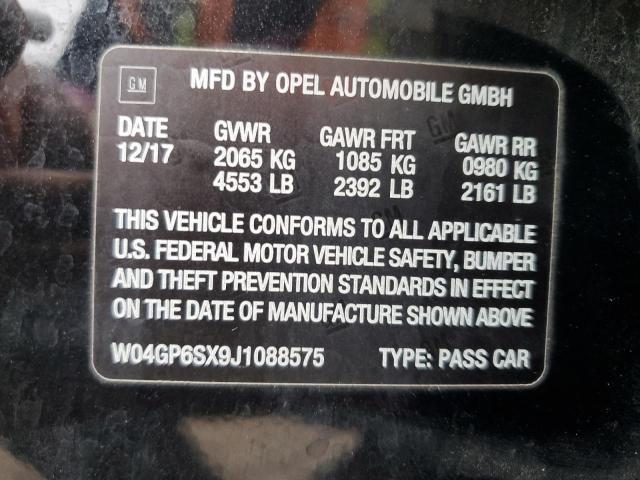 GM
MFD BY OPEL AUTOMOBILE GMBH
DATE GVWR GAWR FRT GAWR RR
12/17 2065 KG 1085 KG 0980 KG
4553 LB 2392 LB 2161 LB
THIS VEHICLE CONFORMS TO ALL APPLICABLE
U.S. FEDERAL MOTOR VEHICLE SAFETY, BUMPER
AND THEFT PREVENTION STANDARDS IN EFFECT
ON THE DATE OF MANUFACTURE SHOWN ABOVE
W04GP6SX9J1088575 TYPE: PASS CAR